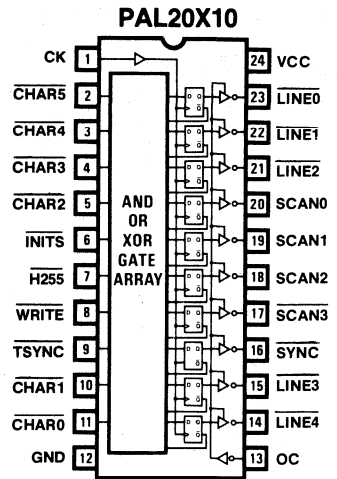 PAL20X10
CK 1 24 VCC
CHAR5 2 23 LINE0
CHAR4 3 22 LINE1
CHAR3 4 21 LINE2
CHAR2 5 20 SCAN0
INITS 6 19 SCAN1
H255 7 18 SCAN2
WRITE 8 17 SCAN3
TSYNC 9 16 SYNC
CHAR1 10 15 LINE3
CHAR0 11 14 LINE4
GND 12 13 OC
AND
OR
XOR
GATE
ARRAY